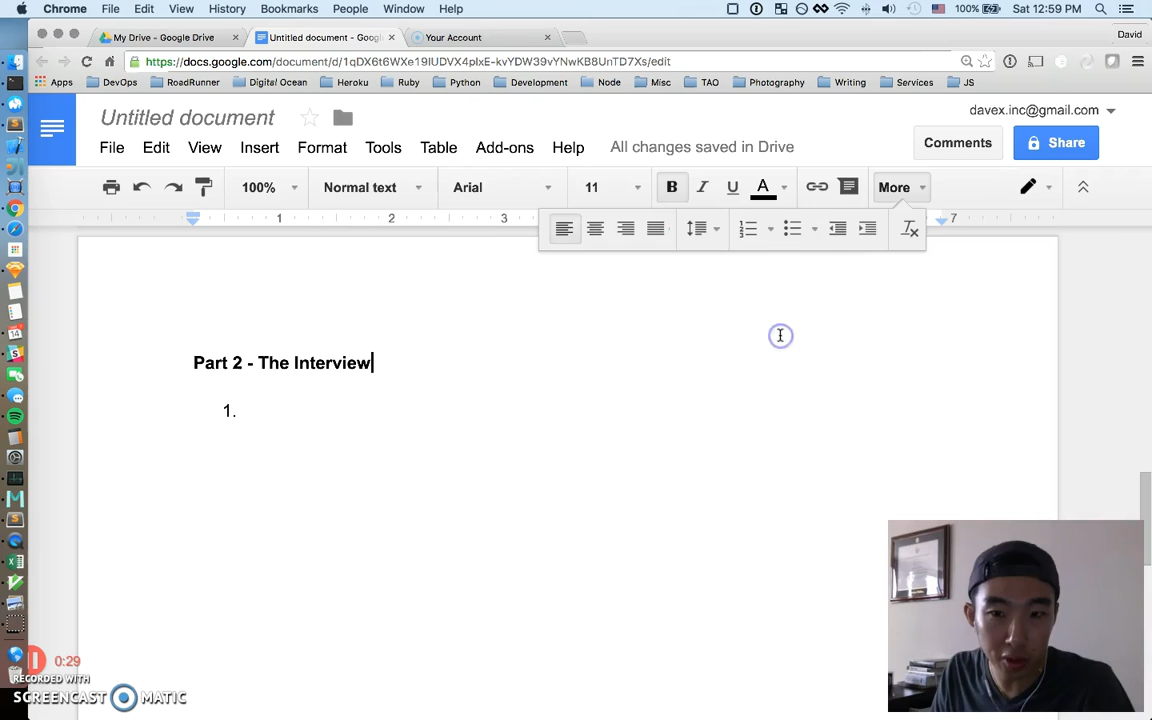 Chrome File Edit View History Bookmarks People Window Help 100% Sat 12:59 PM
My Drive - Google Drive Untitled document - Googl Your Account David
https://docs.google.com/document/d/1qDX6t6WXe19IUDVX4plxE-kvYDW39vYNwKB8UnTD7Xs/edit
Apps DevOps RoadRunner Digital Ocean Heroku Ruby Python Development Node Misc TAO Photography Writing Services JS
Untitled document davex.inc@gmail.com
File Edit View Insert Format Tools Table Add-ons Help All changes saved in Drive Comments Share
100% Normal text Arial 11 B I U A More
1 2 3 7
Part 2 - The Interview
1.
14
0:29
RECORDED WITH
SCREENCAST MATIC